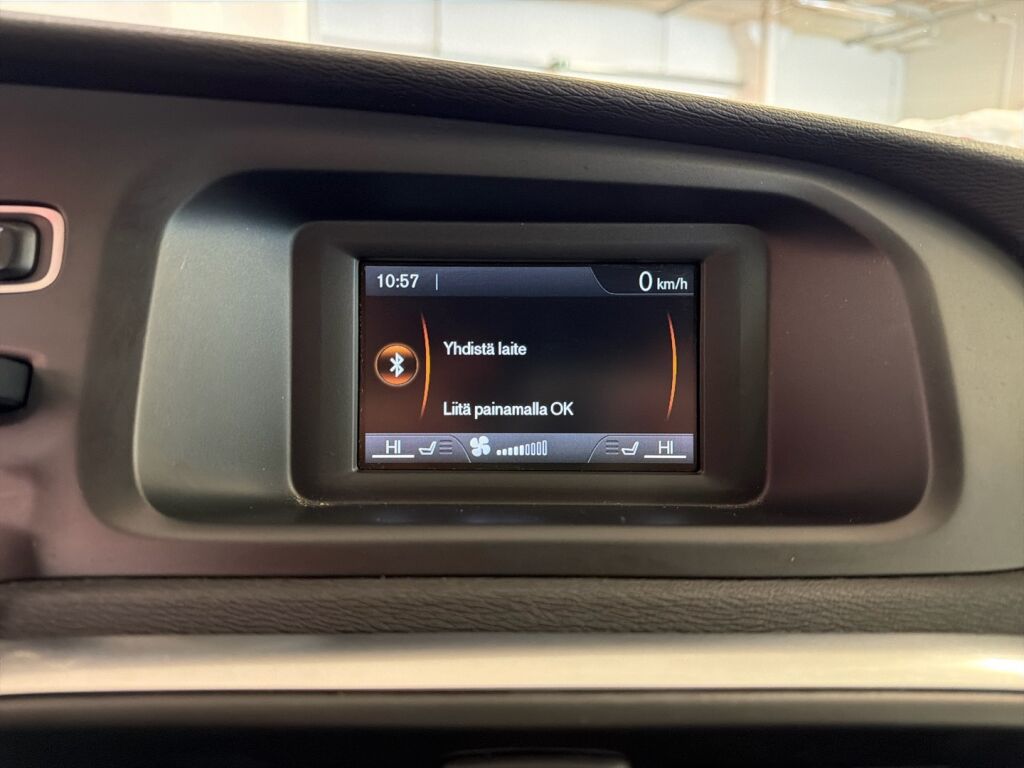 10:57
0 km/h
Yhdistä laite
Liitä painamalla OK
HI HI